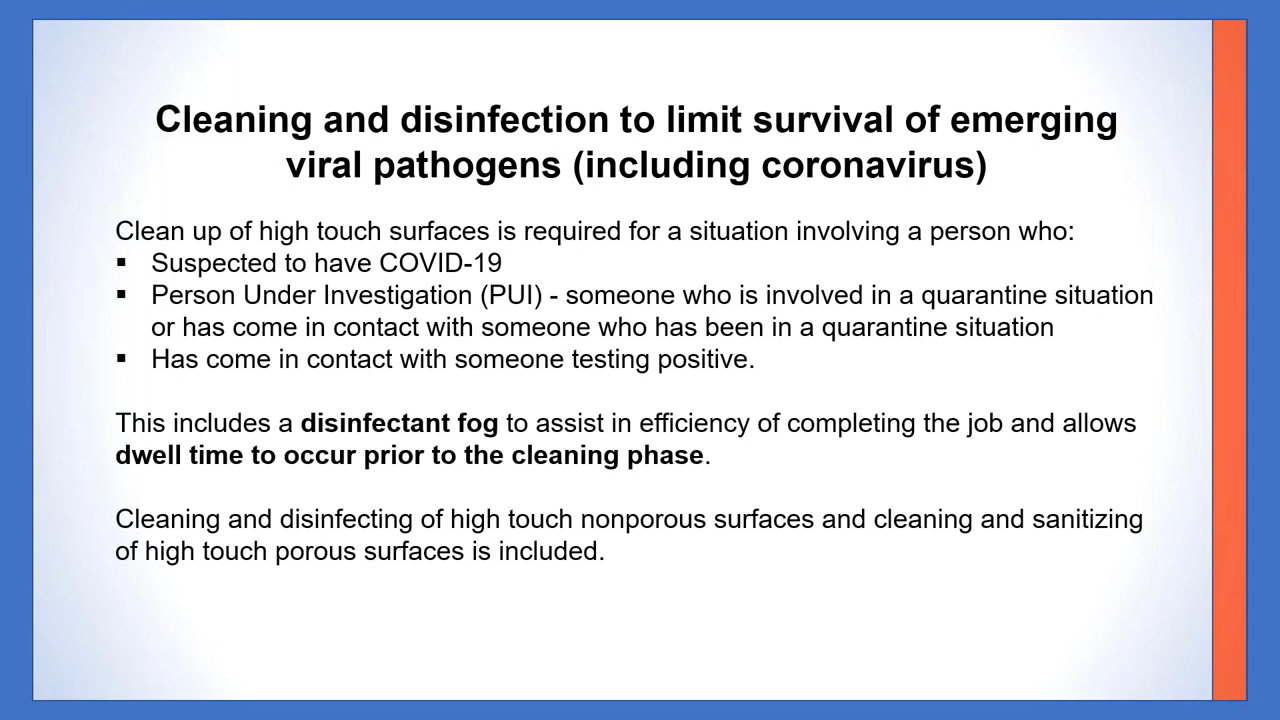 Cleaning and disinfection to limit survival of emerging
viral pathogens (including coronavirus)
Clean up of high touch surfaces is required for a situation involving a person who:
▪ Suspected to have COVID-19
▪ Person Under Investigation (PUI) - someone who is involved in a quarantine situation
or has come in contact with someone who has been in a quarantine situation
▪ Has come in contact with someone testing positive.
This includes a disinfectant fog to assist in efficiency of completing the job and allows
dwell time to occur prior to the cleaning phase.
Cleaning and disinfecting of high touch nonporous surfaces and cleaning and sanitizing
of high touch porous surfaces is included.